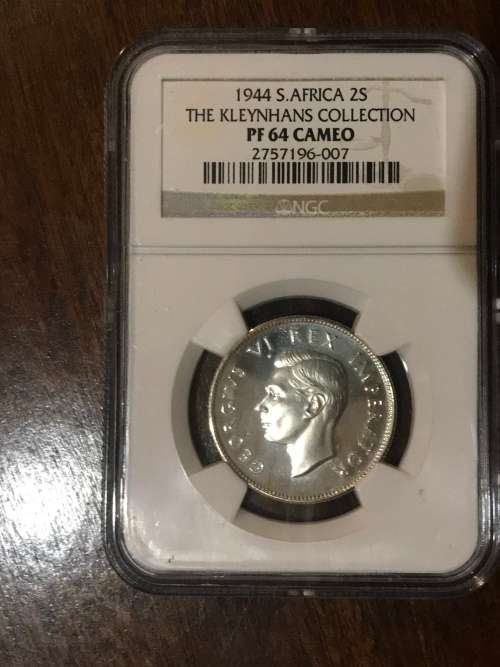 1944 S.AFRICA 2S
THE KLEYNHANS COLLECTION
PF 64 CAMEO
2757196-007
NGC
GEORGIVS VI REX IMPERATOR